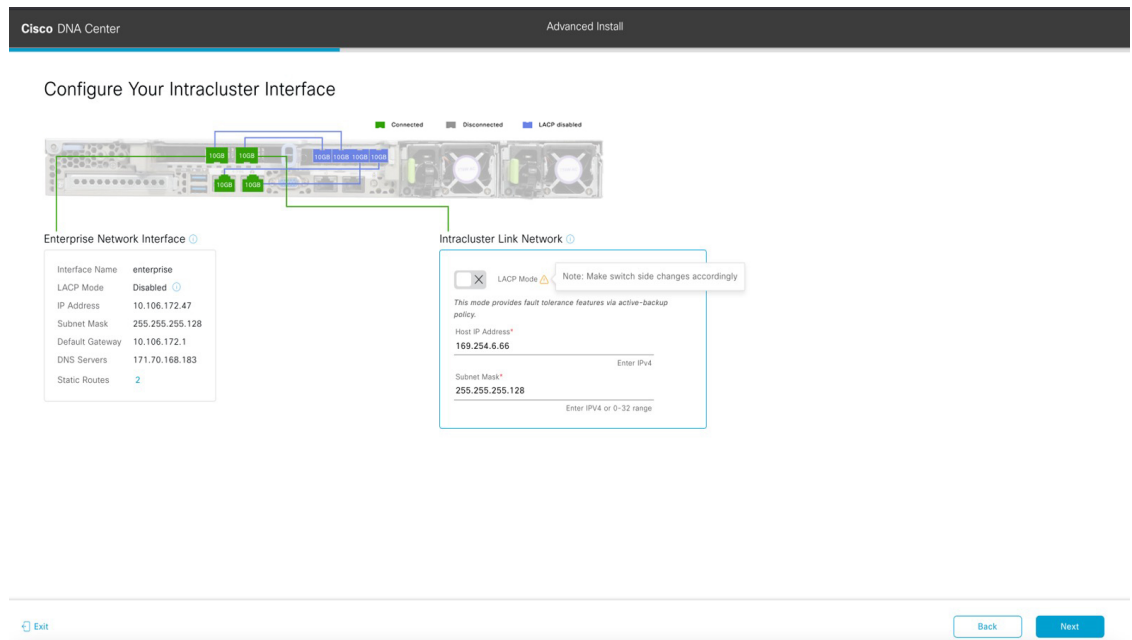 Cisco DNA Center
Advanced Install
Configure Your Intracluster Interface
Connected
Disconnected
LACP disabled
10GB 10GB
10GB 10GB 10GB 10GB
10GB 10GB
Enterprise Network Interface
Interface Name enterprise
LACP Mode Disabled
IP Address 10.106.172.47
Subnet Mask 255.255.255.128
Default Gateway 10.106.172.1
DNS Servers 171.70.168.183
Static Routes 2
Intracluster Link Network
LACP Mode
Note: Make switch side changes accordingly
This mode provides fault tolerance features via active-backup
policy.
Host IP Address*
169.254.6.66
Enter IPv4
Subnet Mask*
255.255.255.128
Enter IPV4 or 0-32 range
Exit
Back
Next